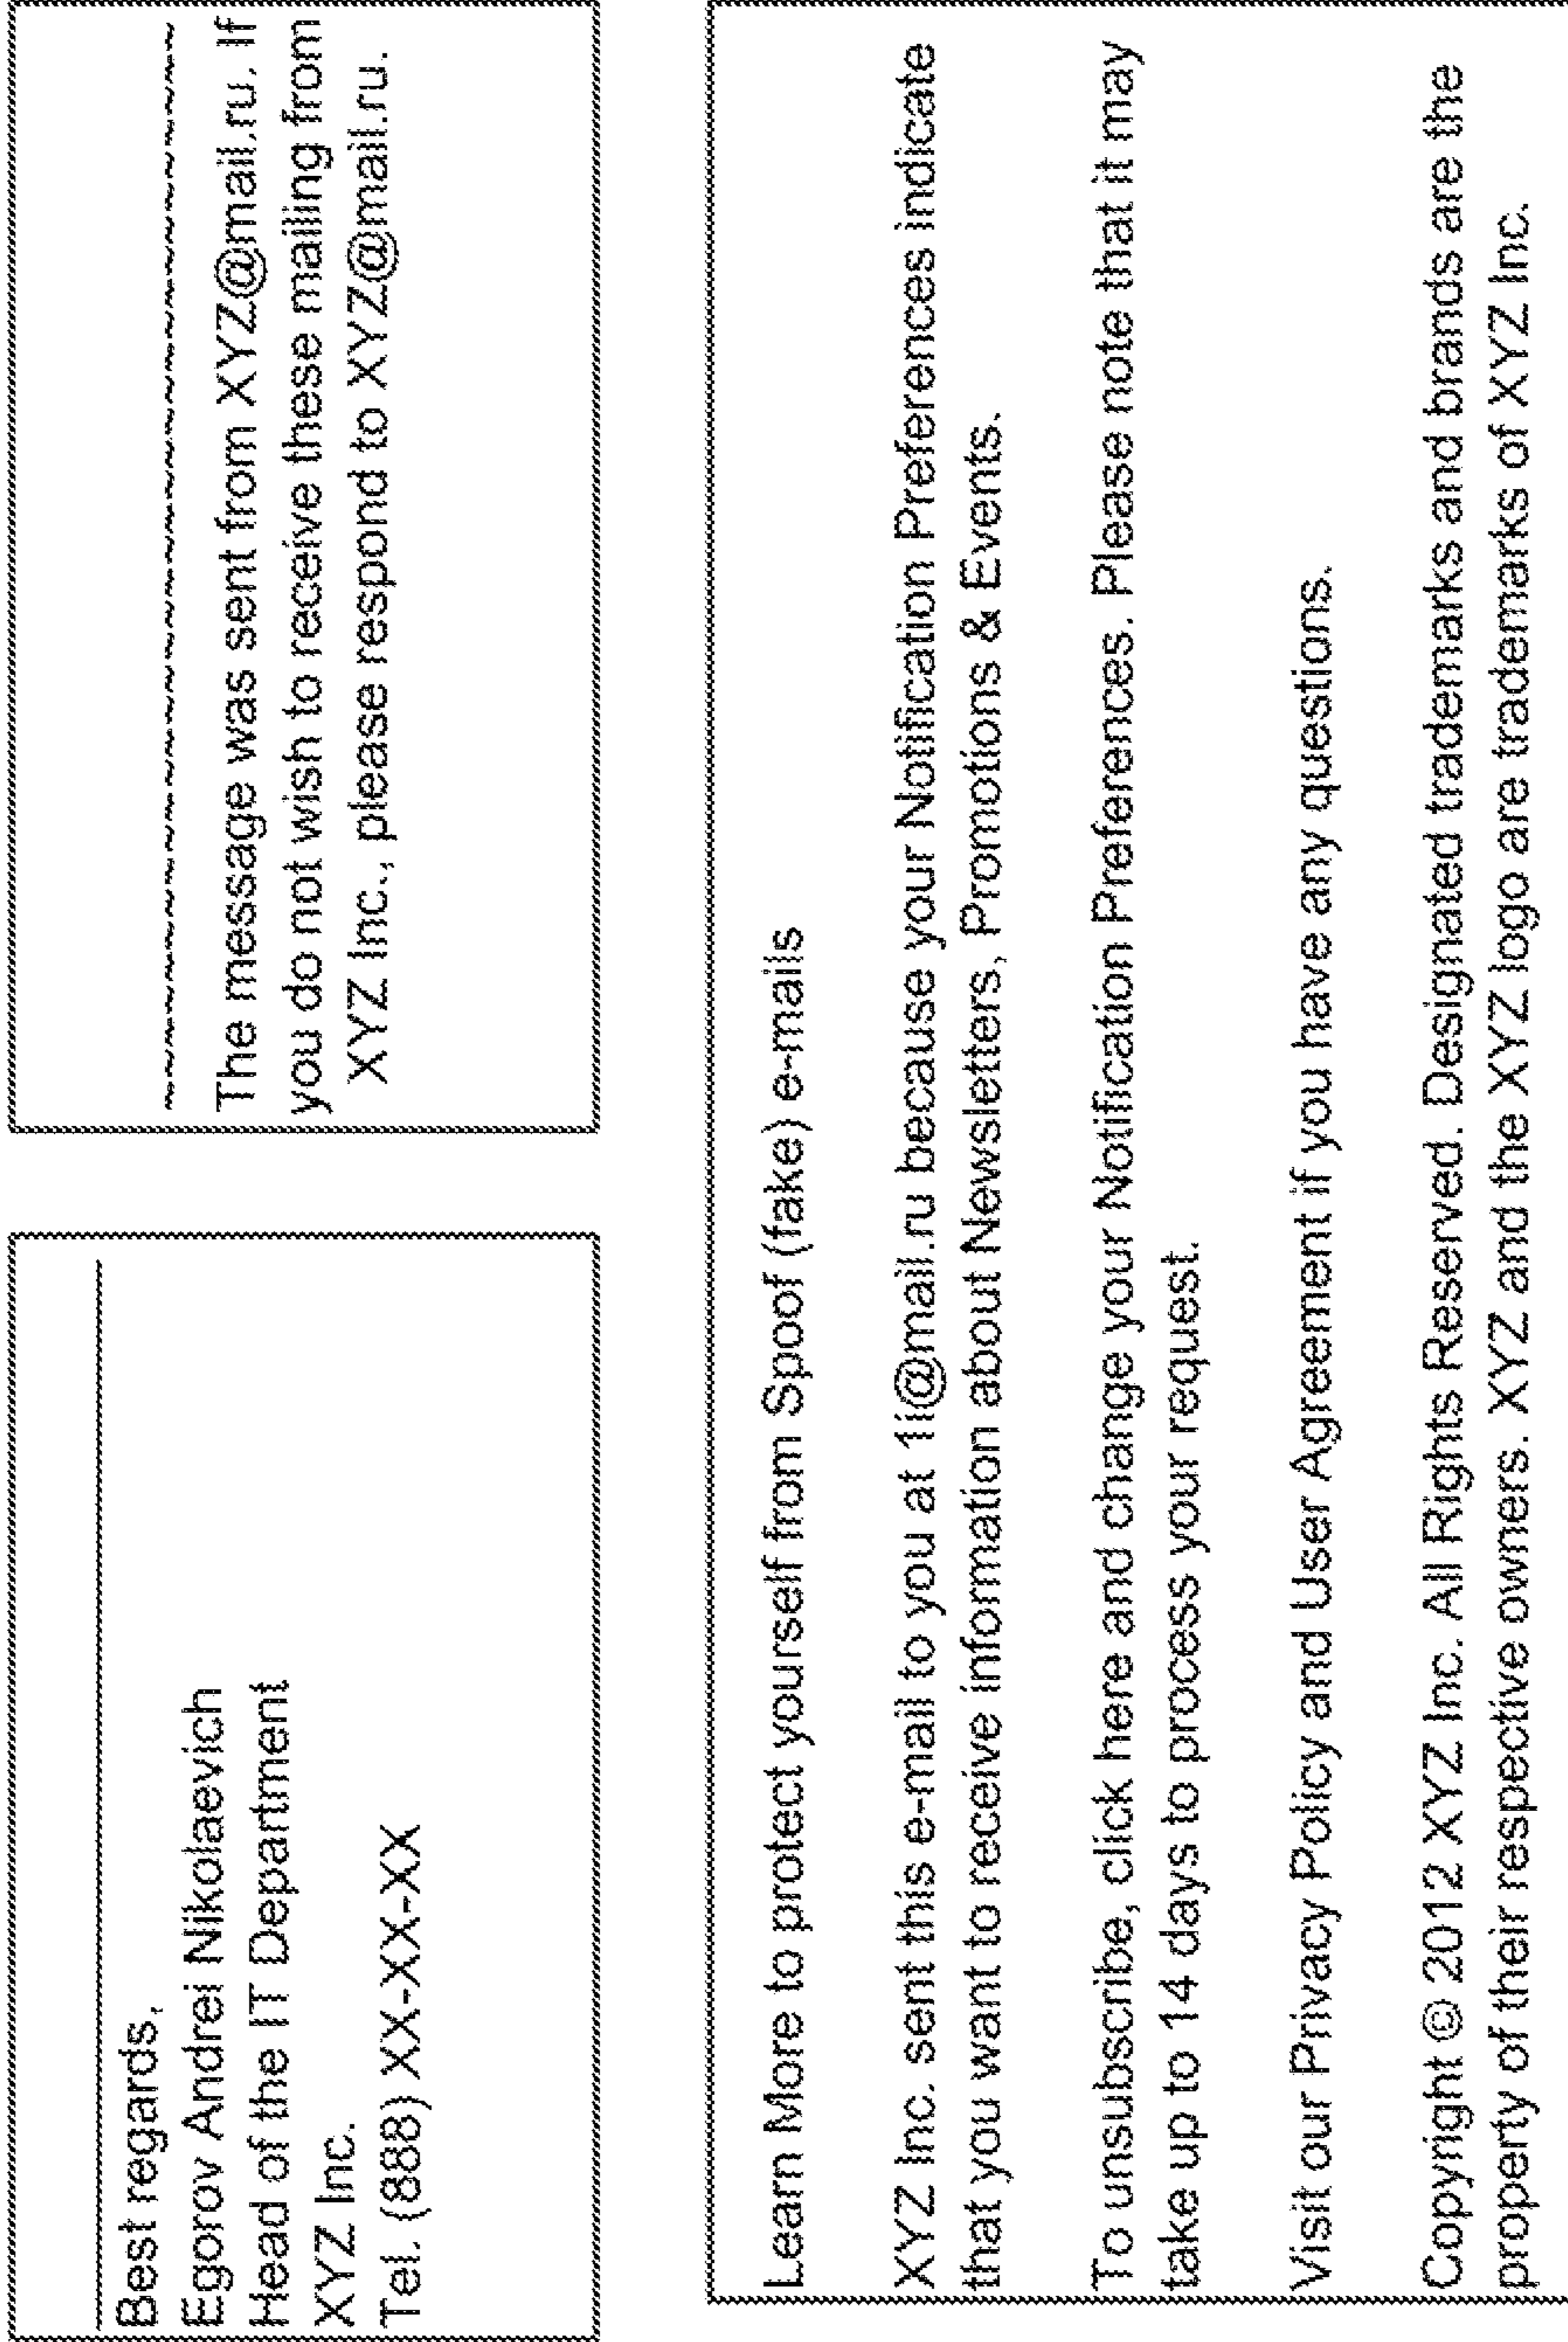 Best regards,
Egorov Andrei Nikolaevich
Head of the IT Department
XYZ Inc.
Tel. (888) XX-XX-XX
The message was sent from XYZ@mail.ru. If
you do not wish to receive these mailing from
XYZ Inc., please respond to XYZ@mail.ru.
Learn More to protect yourself from Spoof (fake) e-mails
XYZ Inc. sent this e-mail to you at 1i@mail.ru because your Notification Preferences indicate
that you want to receive information about Newsletters, Promotions & Events.
To unsubscribe, click here and change your Notification Preferences. Please note that it may
take up to 14 days to process your request.
Visit our Privacy Policy and User Agreement if you have any questions.
Copyright © 2012 XYZ Inc. All Rights Reserved. Designated trademarks and brands are the
property of their respective owners. XYZ and the XYZ logo are trademarks of XYZ Inc.